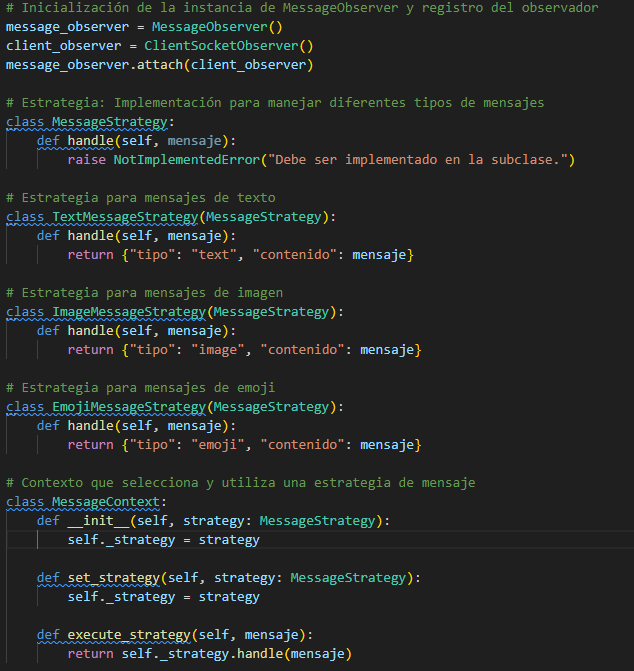 # Inicialización de la instancia de MessageObserver y registro del observador
message_observer = MessageObserver()
client_observer = ClientSocketObserver()
message_observer.attach(client_observer)

# Estrategia: Implementación para manejar diferentes tipos de mensajes
class MessageStrategy:
    def handle(self, mensaje):
        raise NotImplementedError("Debe ser implementado en la subclase.")

# Estrategia para mensajes de texto
class TextMessageStrategy(MessageStrategy):
    def handle(self, mensaje):
        return {"tipo": "text", "contenido": mensaje}

# Estrategia para mensajes de imagen
class ImageMessageStrategy(MessageStrategy):
    def handle(self, mensaje):
        return {"tipo": "image", "contenido": mensaje}

# Estrategia para mensajes de emoji
class EmojiMessageStrategy(MessageStrategy):
    def handle(self, mensaje):
        return {"tipo": "emoji", "contenido": mensaje}

# Contexto que selecciona y utiliza una estrategia de mensaje
class MessageContext:
    def __init__(self, strategy: MessageStrategy):
        self._strategy = strategy

    def set_strategy(self, strategy: MessageStrategy):
        self._strategy = strategy

    def execute_strategy(self, mensaje):
        return self._strategy.handle(mensaje)